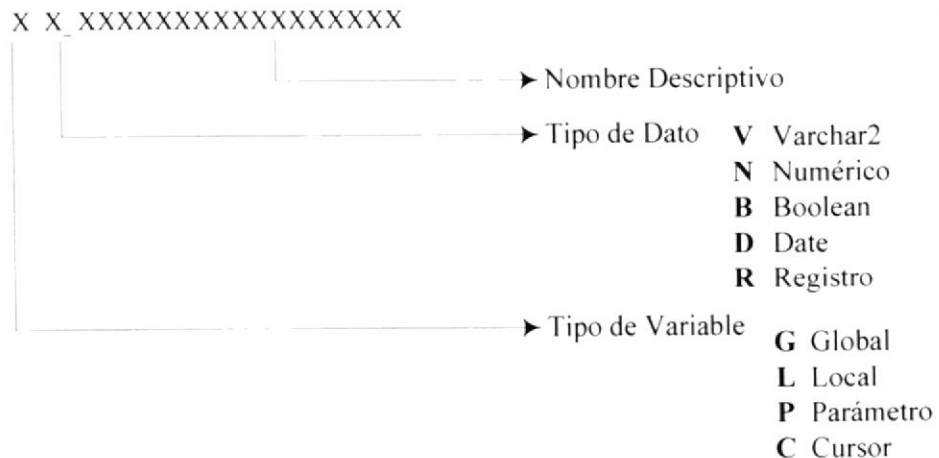 X X_XXXXXXXXXXXXXXXXX
Nombre Descriptivo
Tipo de Dato V Varchar2
N Numérico
B Boolean
D Date
R Registro
Tipo de Variable
G Global
L Local
P Parámetro
C Cursor